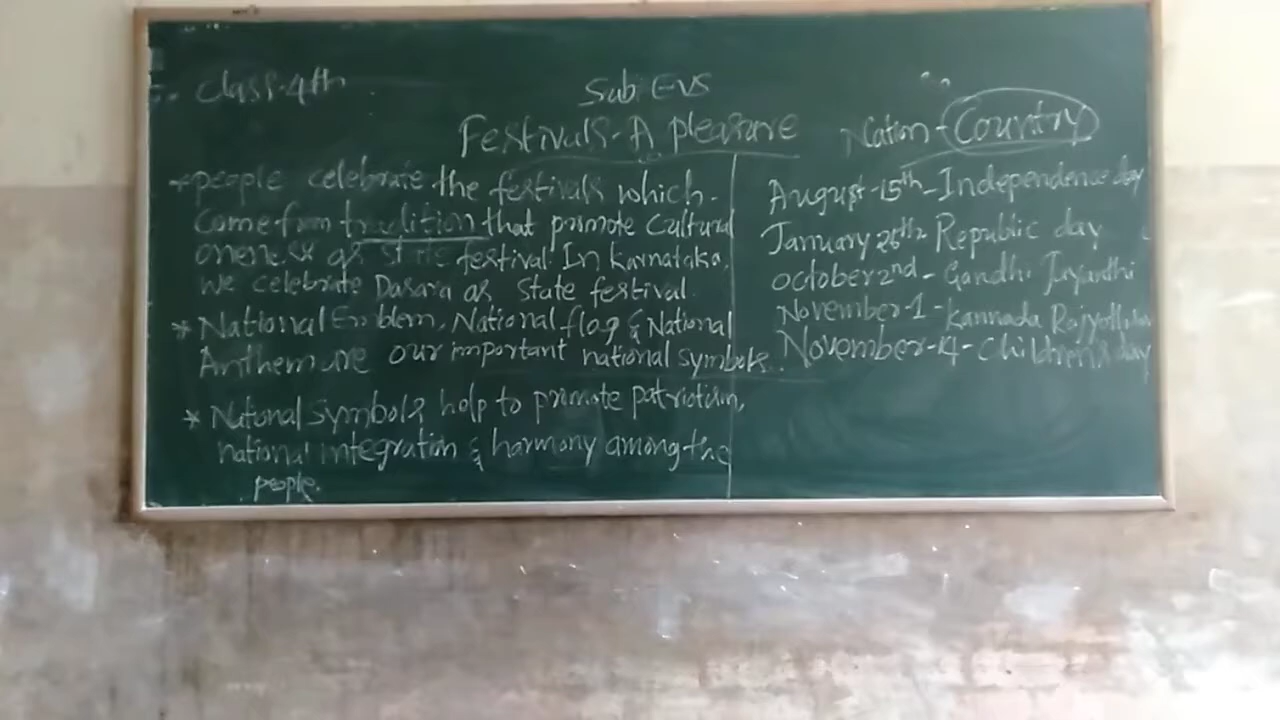 Class-4th
Sub: EVS
Festivals-A pleasure
Nation-Country
*people celebrate the festivals which
Come from tradition that promote Cultural
oneness of state festival. In Karnataka,
we celebrate Dasara as state festival.
* National Emblem, National flag & National
Anthem are our important national symbols.
* National symbols help to promote patriotism,
national integration & harmony among the
people.
August-15th-Independence day
January 26th- Republic day
October 2nd - Gandhi Jayanthi
November-1 - Kannada
November-14 - Children's day